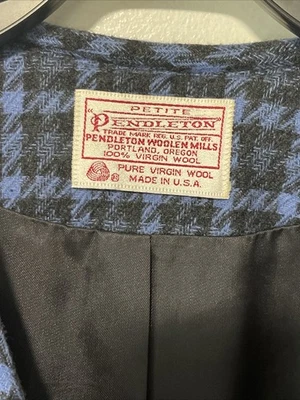 PETITE
"PENDLETON"
TRADE MARK REG. U.S. PAT. OFF.
PENDLETON WOOLEN MILLS
PORTLAND, OREGON
100% VIRGIN WOOL
PURE VIRGIN WOOL
® MADE IN U.S.A.